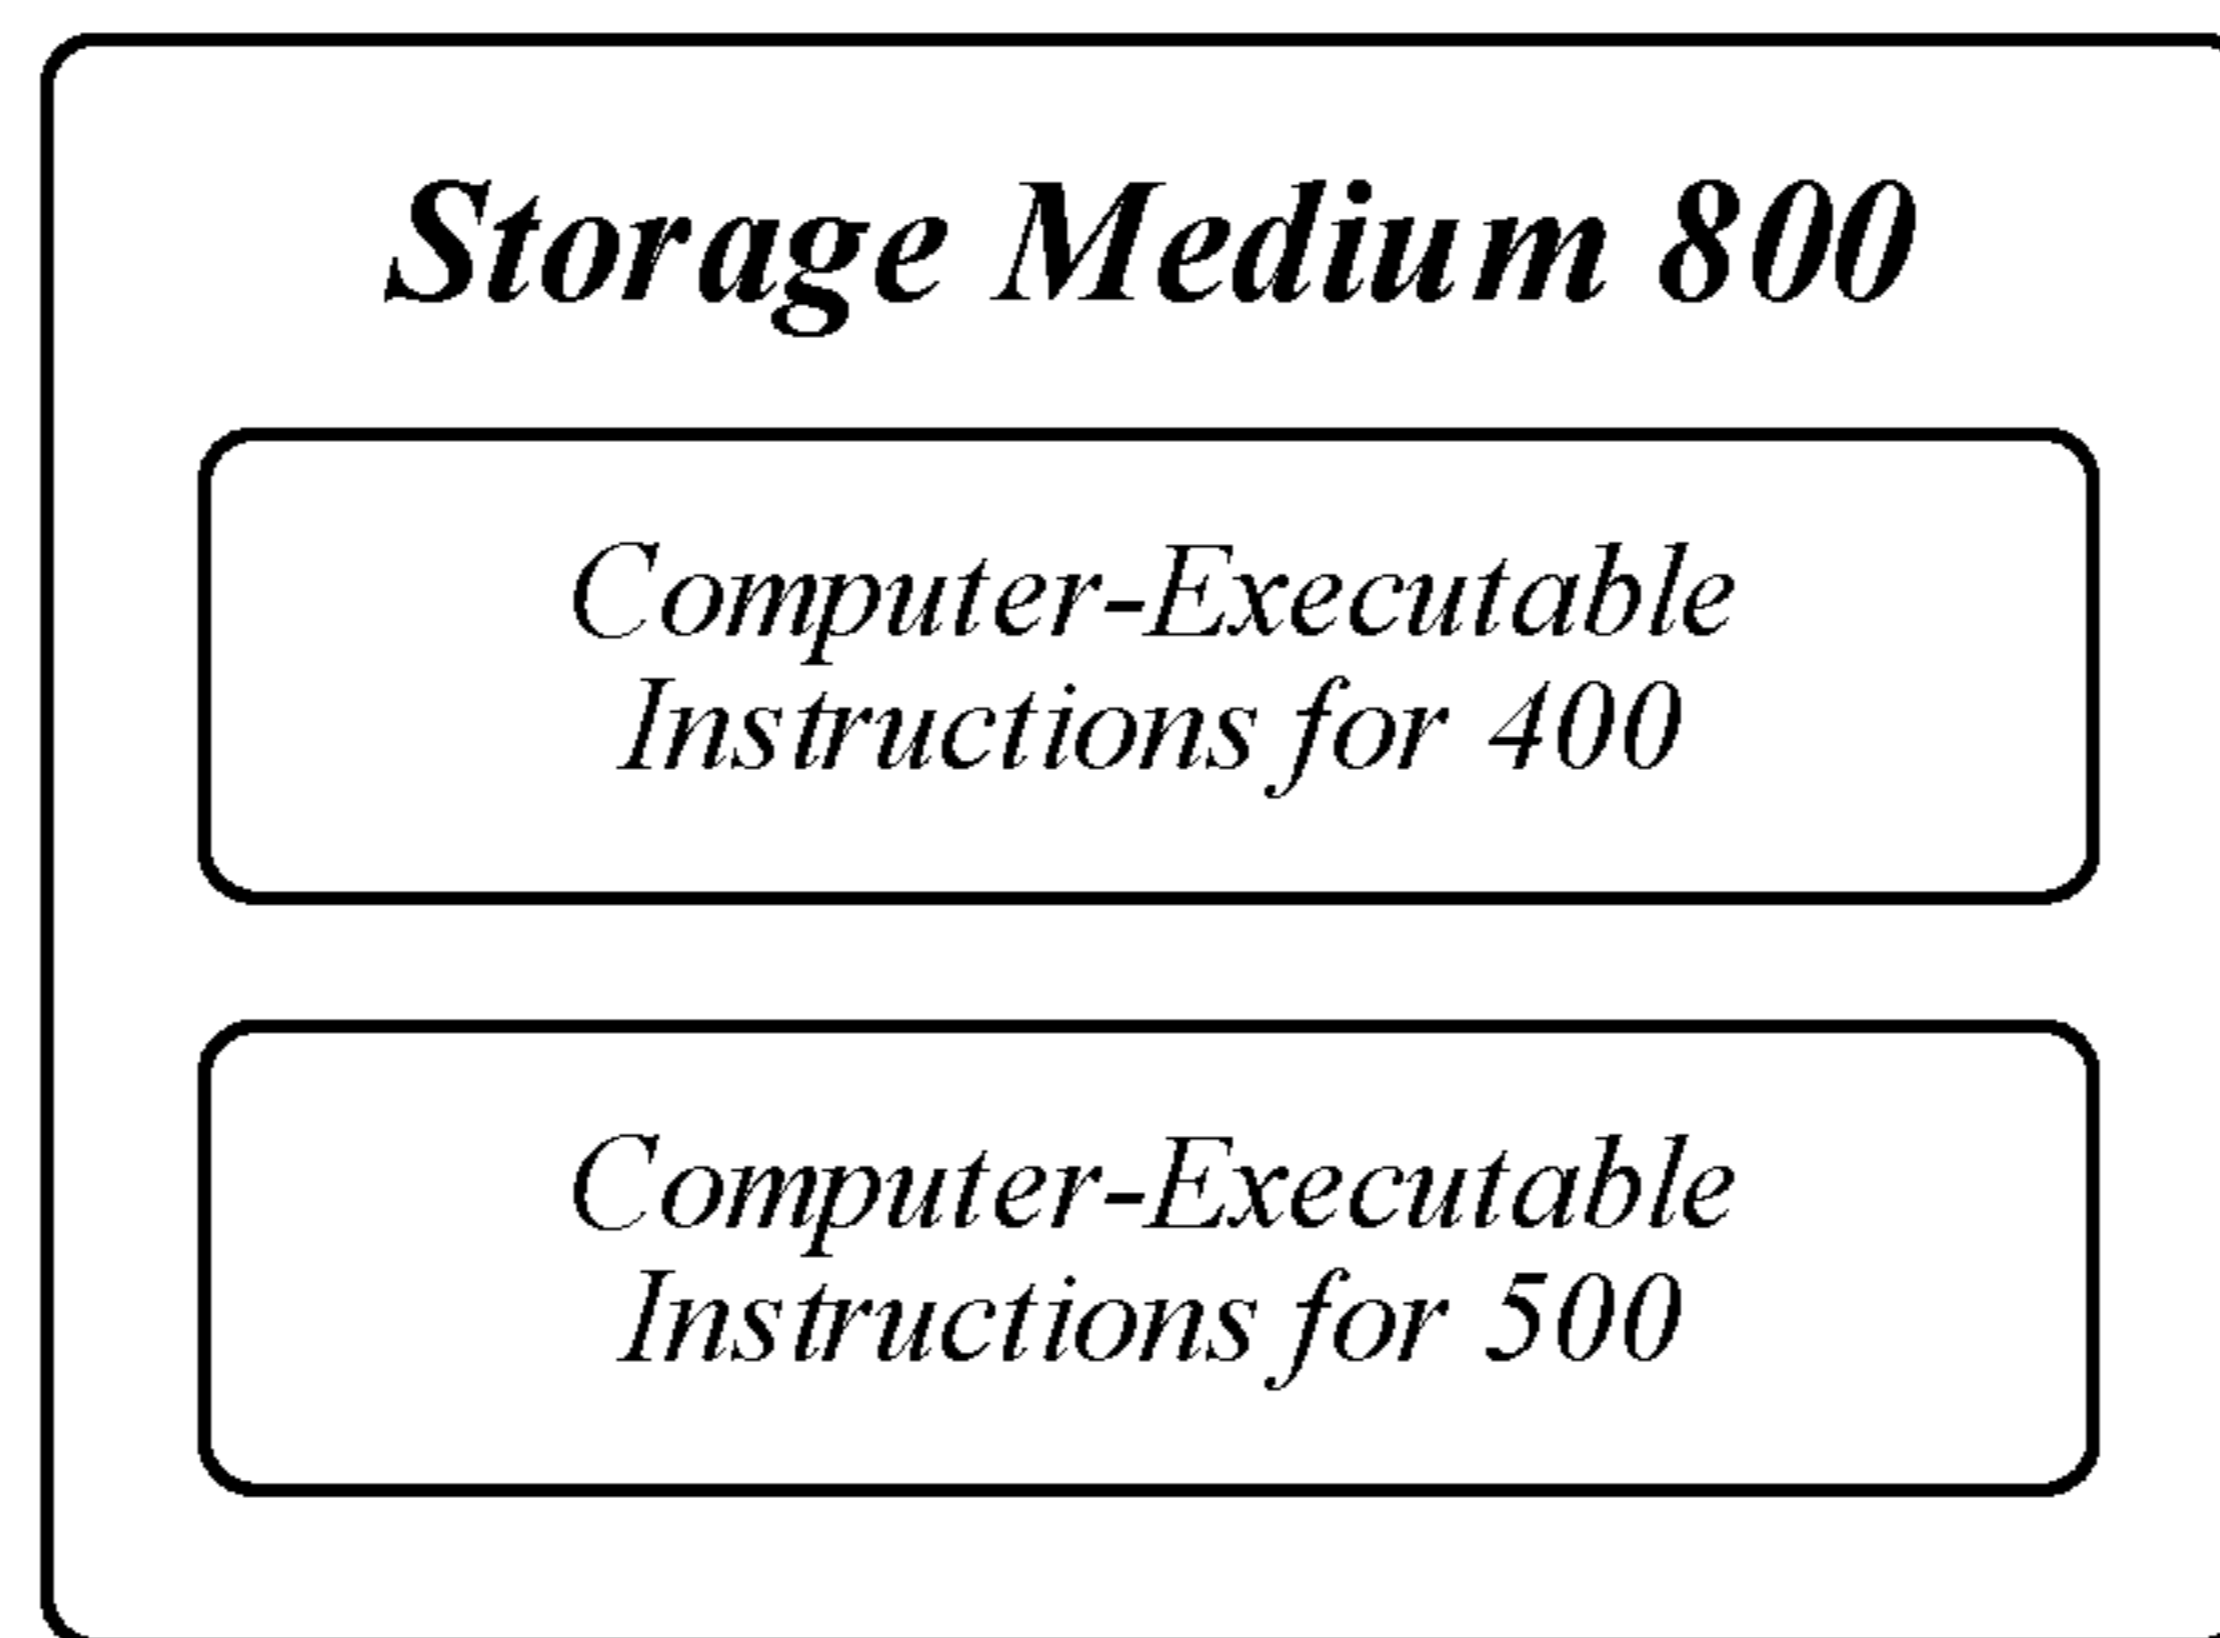 Storage Medium 800
Computer-Executable
Instructions for 400
Computer-Executable
Instructions for 500